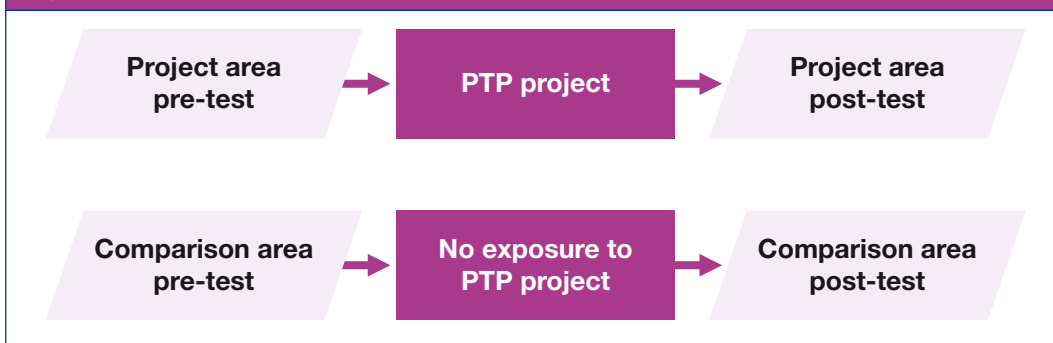 Project area
pre-test
PTP project
Project area
post-test
Comparison area
pre-test
No exposure to
PTP project
Comparison area
post-test